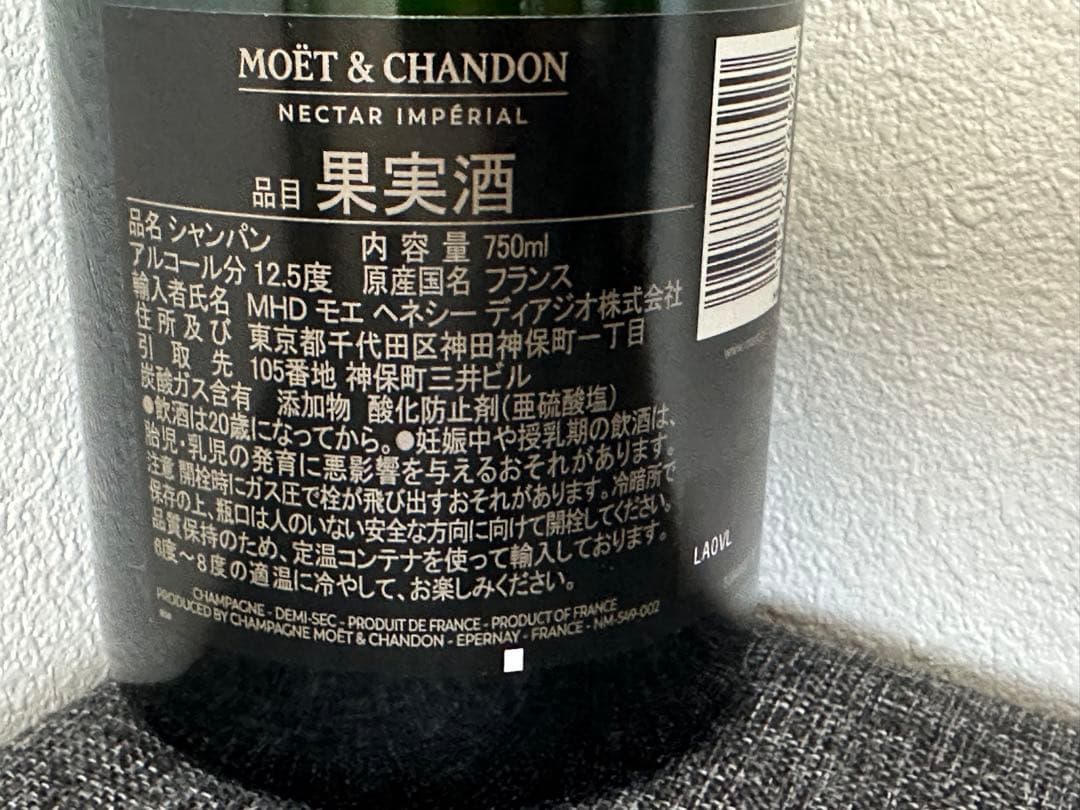 MOËT & CHANDON
NECTAR IMPÉRIAL
品目 果実酒
品名 シャンパン 内容量 750ml
アルコール分 12.5度 原産国名 フランス
輸入者氏名 MHD モエ ヘネシー ディアジオ株式会社
住所及び 東京都千代田区神田神保町一丁目
引取先 105番地 神保町三井ビル
炭酸ガス含有 添加物 酸化防止剤(亜硫酸塩)
●飲酒は20歳になってから。●妊娠中や授乳期の飲酒は、
胎児・乳児の発育に悪影響を与えるおそれがあります。
注意 開栓時にガス圧で栓が飛び出すおそれがあります。冷暗所で
保存の上、瓶口は人のいない安全な方向に向けて開栓してください。
品質保持のため、定温コンテナを使って輸入しております。
6度～8度の適温に冷やして、お楽しみください。
CHAMPAGNE - DEMI-SEC - PRODUIT DE FRANCE - PRODUCT OF FRANCE
PRODUCED BY CHAMPAGNE MOËT & CHANDON - EPERNAY - FRANCE - NM-549-002
LA0VL